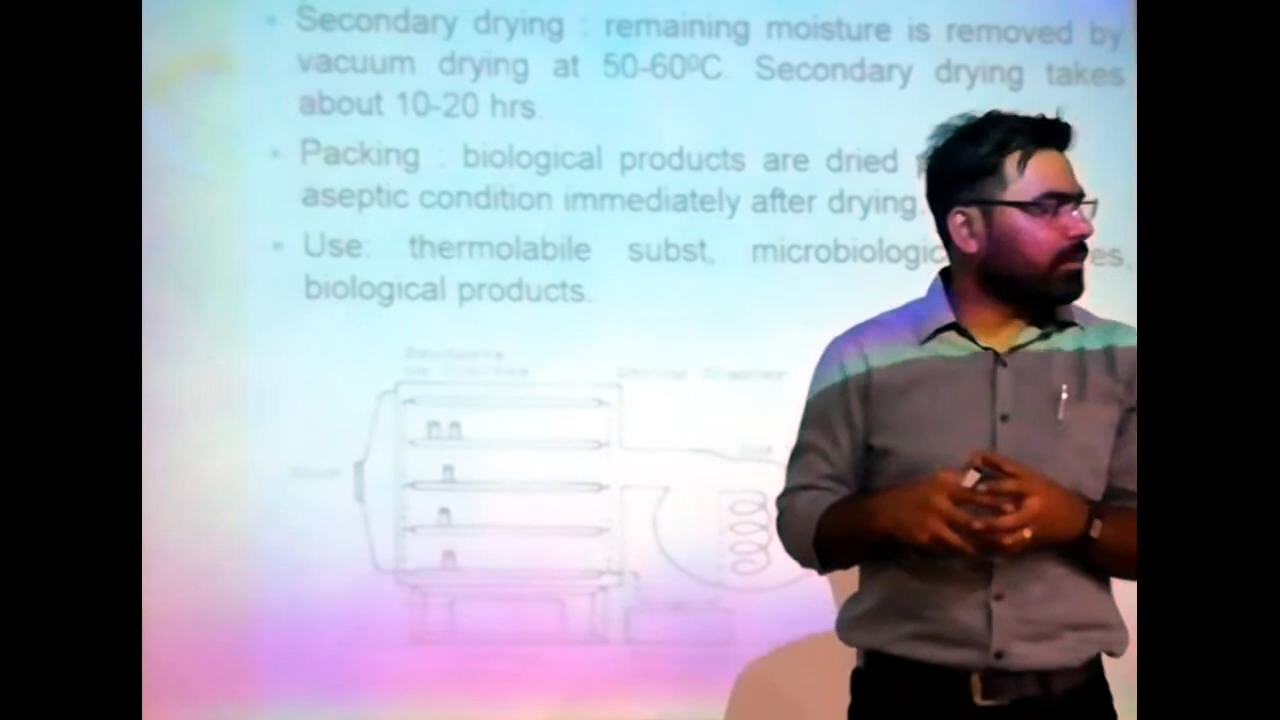 • Secondary drying : remaining moisture is removed by
vacuum drying at 50-60ºC. Secondary drying takes
about 10-20 hrs.
• Packing : biological products are dried
aseptic condition immediately after drying.
• Use: thermolabile subst, microbiologic
biological products.